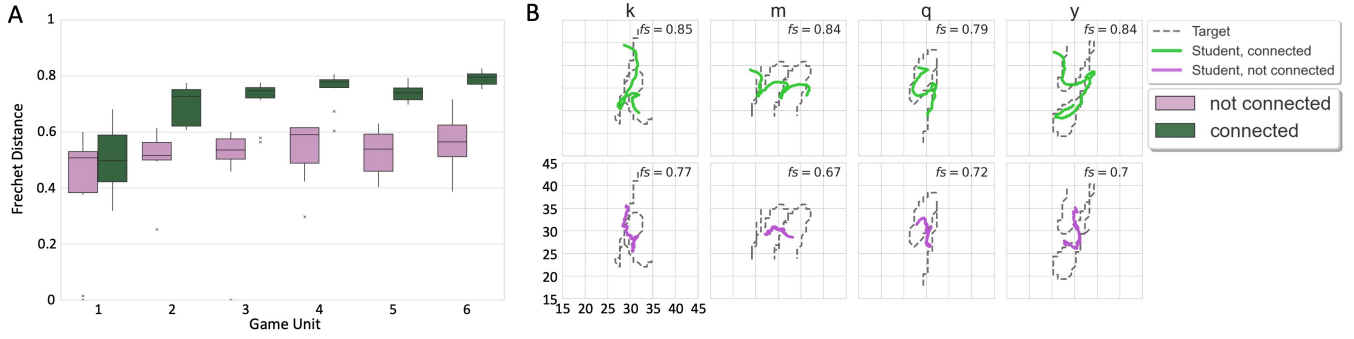 A
Frechet Distance
1
0.8
0.6
0.4
0.2
0
1 2 3 4 5 6
Game Unit
B
k m q y
fs = 0.85 fs = 0.84 fs = 0.79 fs = 0.84
fs = 0.77 fs = 0.67 fs = 0.72 fs = 0.7
45
40
35
30
25
20
15
15 20 25 30 35 40 45
Target
Student, connected
Student, not connected
not connected
connected